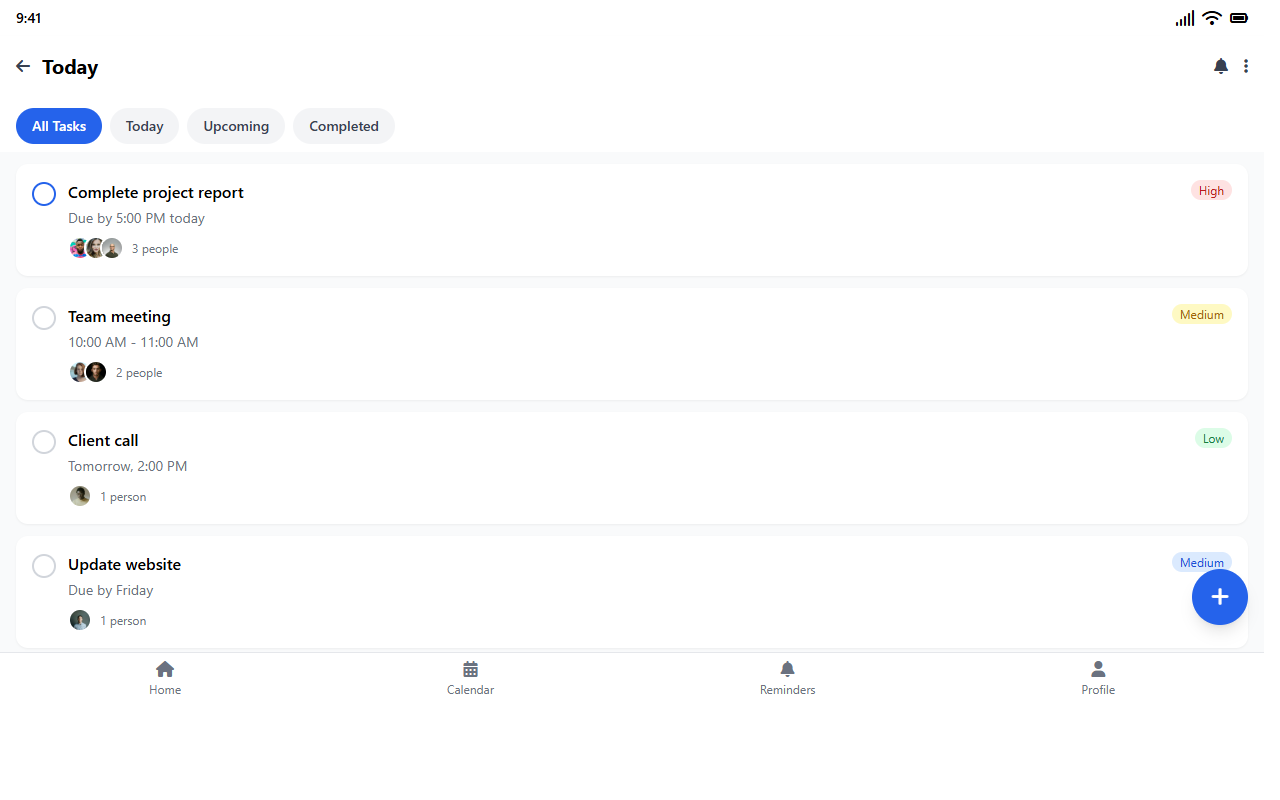 9:41
Today
All Tasks
Today
Upcoming
Completed
Complete project report
High
Due by 5:00 PM today
3 people
Team meeting
Medium
10:00 AM - 11:00 AM
2 people
Client call
Low
Tomorrow, 2:00 PM
1 person
Update website
Medium
Due by Friday
1 person
Home
Calendar
Reminders
Profile